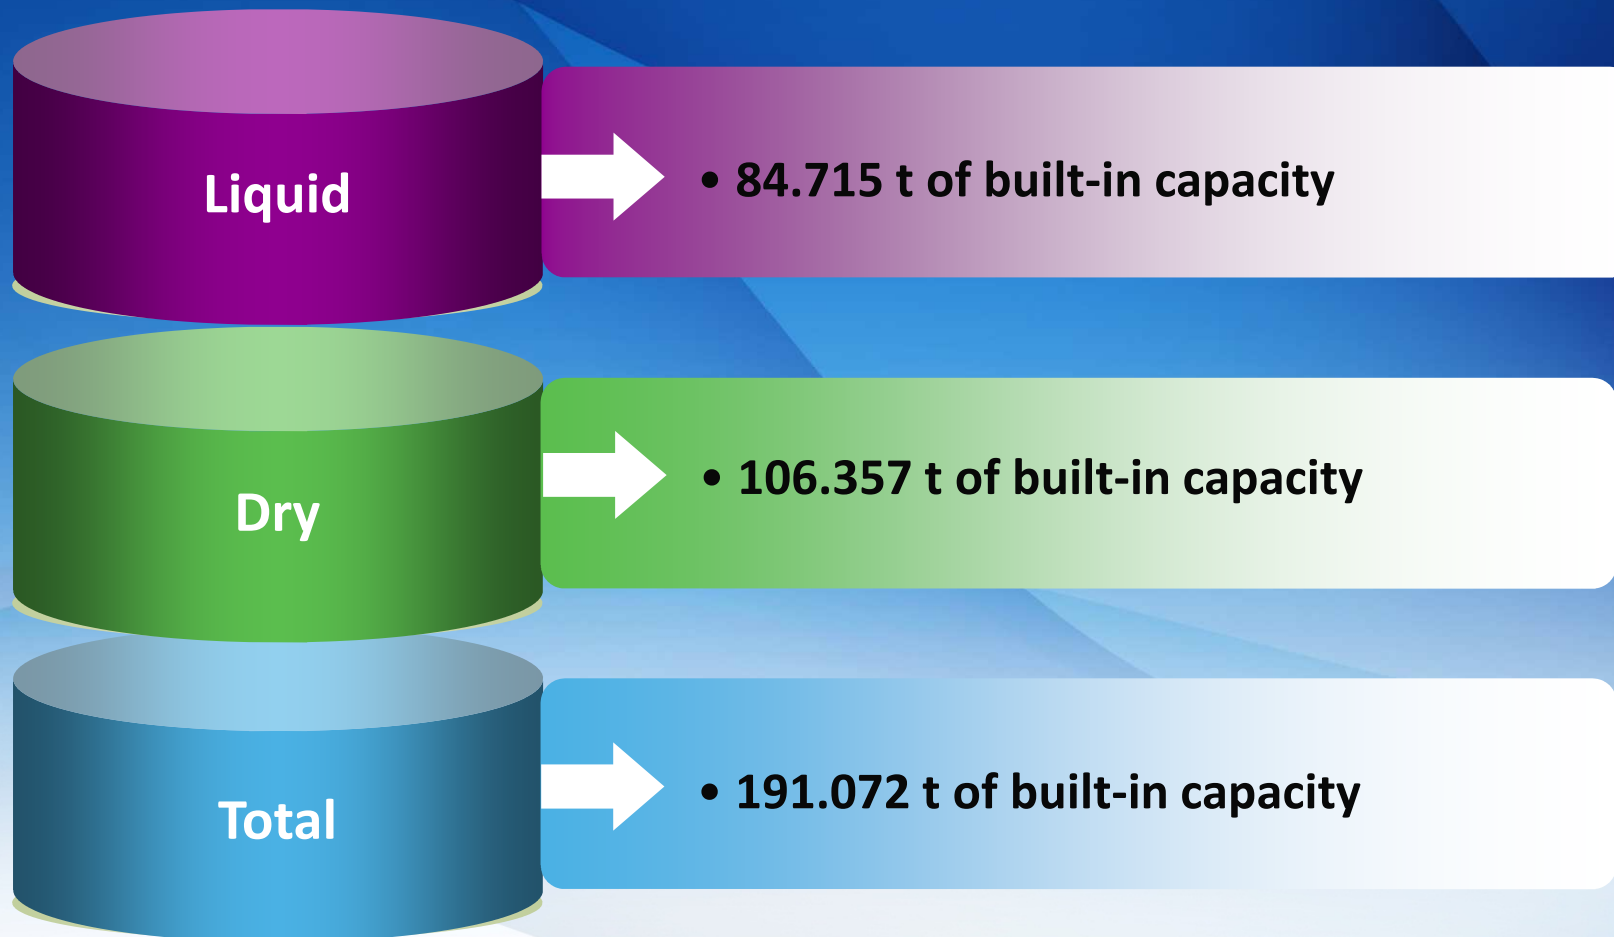 Liquid
• 84.715 t of built-in capacity
Dry
• 106.357 t of built-in capacity
Total
• 191.072 t of built-in capacity